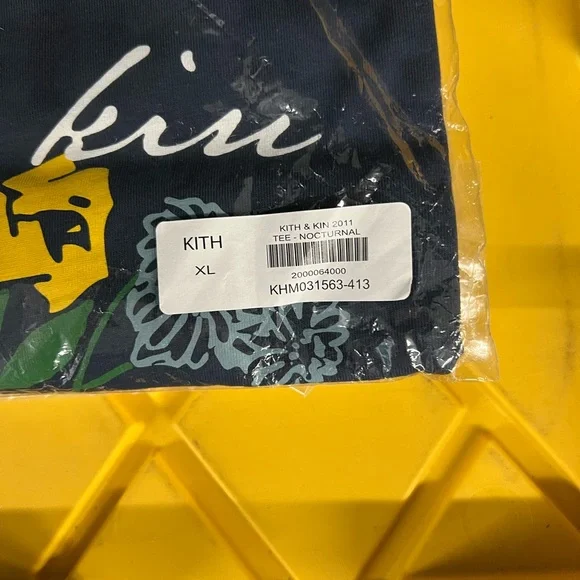 kin
KITH
XL
KITH & KIN 2011
TEE - NOCTURNAL
2000064000
KHM031563-413